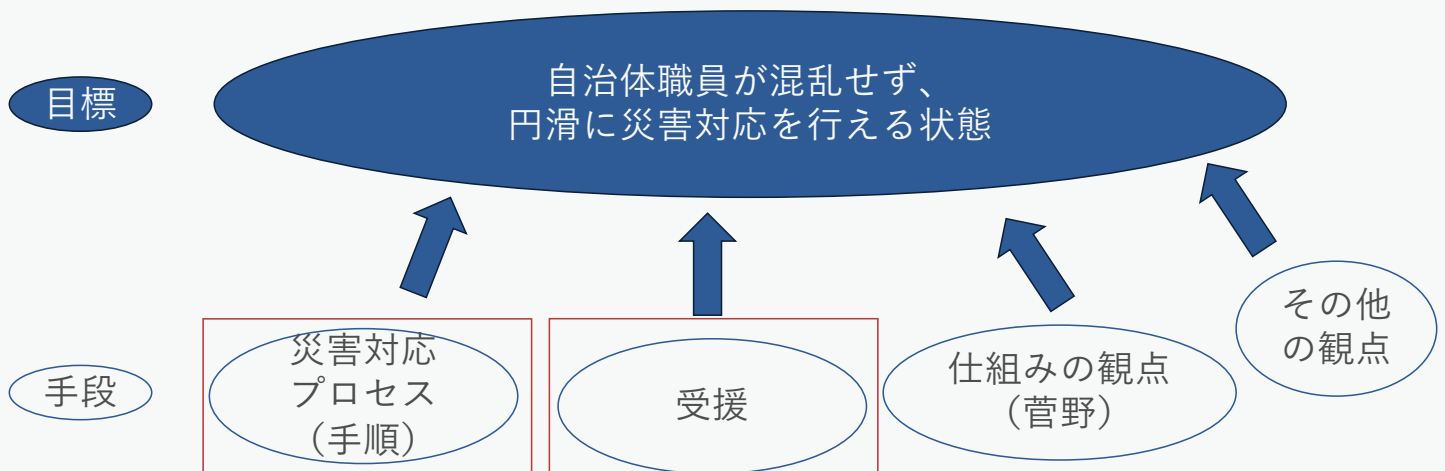 目標
自治体職員が混乱せず、
円滑に災害対応を行える状態
手段
災害対応
プロセス
（手順）
受援
仕組みの観点
（菅野）
その他
の観点